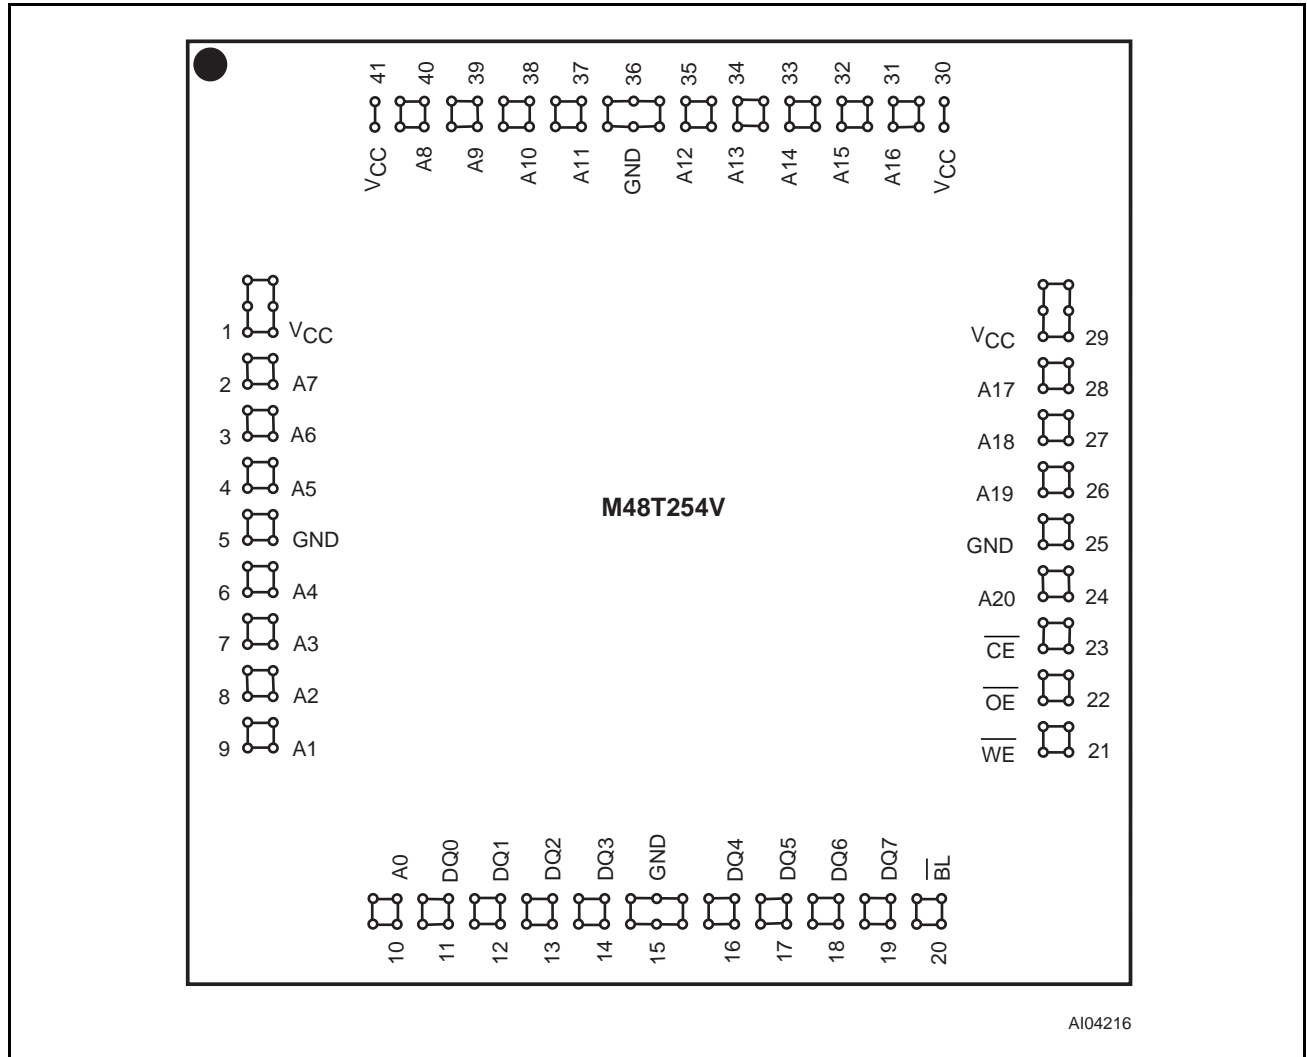 41 40 39 38 37 36 35 34 33 32 31 30
VCC A8 A9 A10 A11 GND A12 A13 A14 A15 A16 VCC
1 VCC
VCC 29
2 A7
A17 28
3 A6
A18 27
4 A5
A19 26
M48T254V
5 GND
GND 25
6 A4
A20 24
7 A3
CE 23
8 A2
OE 22
9 A1
WE 21
A0 DQ0 DQ1 DQ2 DQ3 GND DQ4 DQ5 DQ6 DQ7 BL
10 11 12 13 14 15 16 17 18 19 20
AI04216